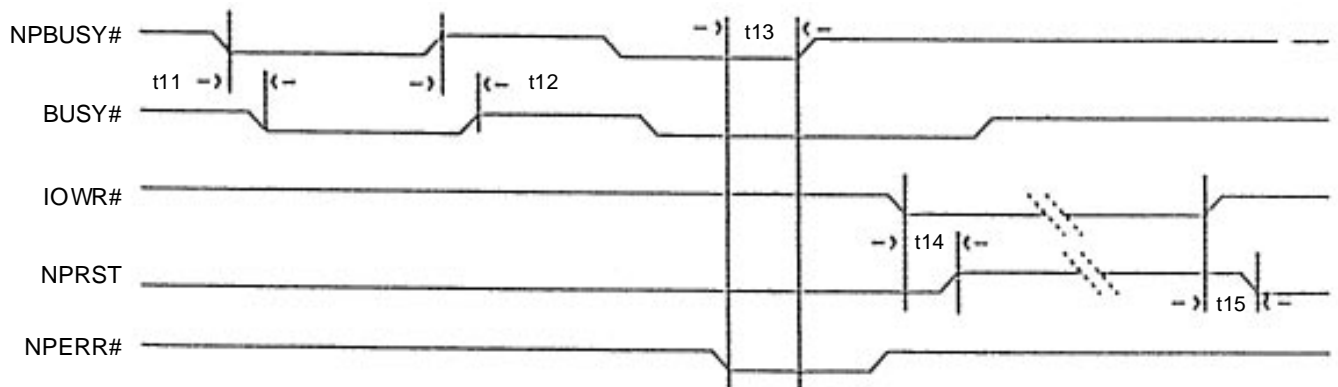 NPBUSY#
t13
t11
t12
BUSY#
IOWR#
t14
NPRST
t15
NPERR#